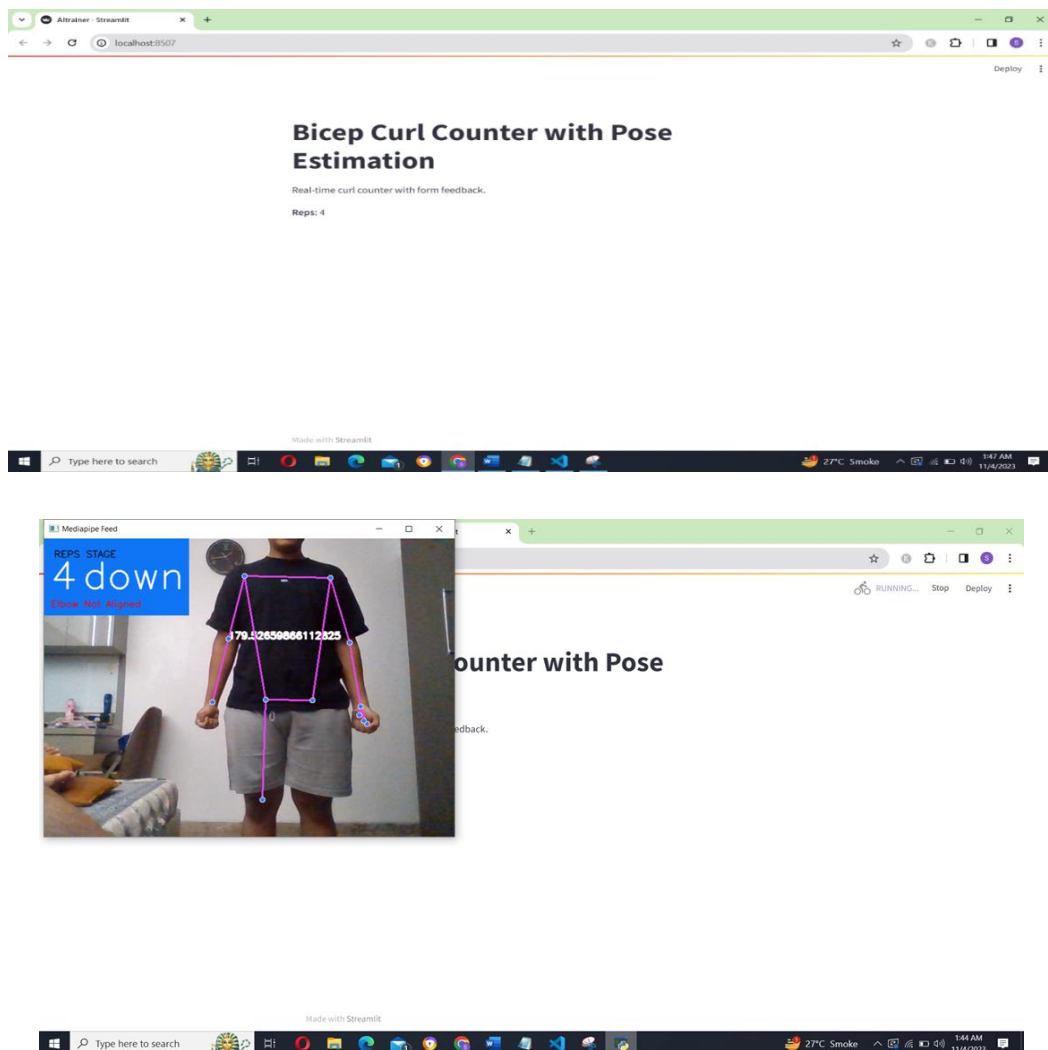 AItrainer · Streamlit
localhost:8507
Deploy
Bicep Curl Counter with Pose
Estimation
Real-time curl counter with form feedback.
Reps: 4
Made with Streamlit
Type here to search
27°C Smoke
1:47 AM
11/4/2023
Mediapipe Feed
REPS STAGE
4 down
Elbow Not Aligned
179.52659866112825
RUNNING...
Stop
Deploy
ounter with Pose
edback.
Made with Streamlit
Type here to search
27°C Smoke
1:44 AM
11/4/2023